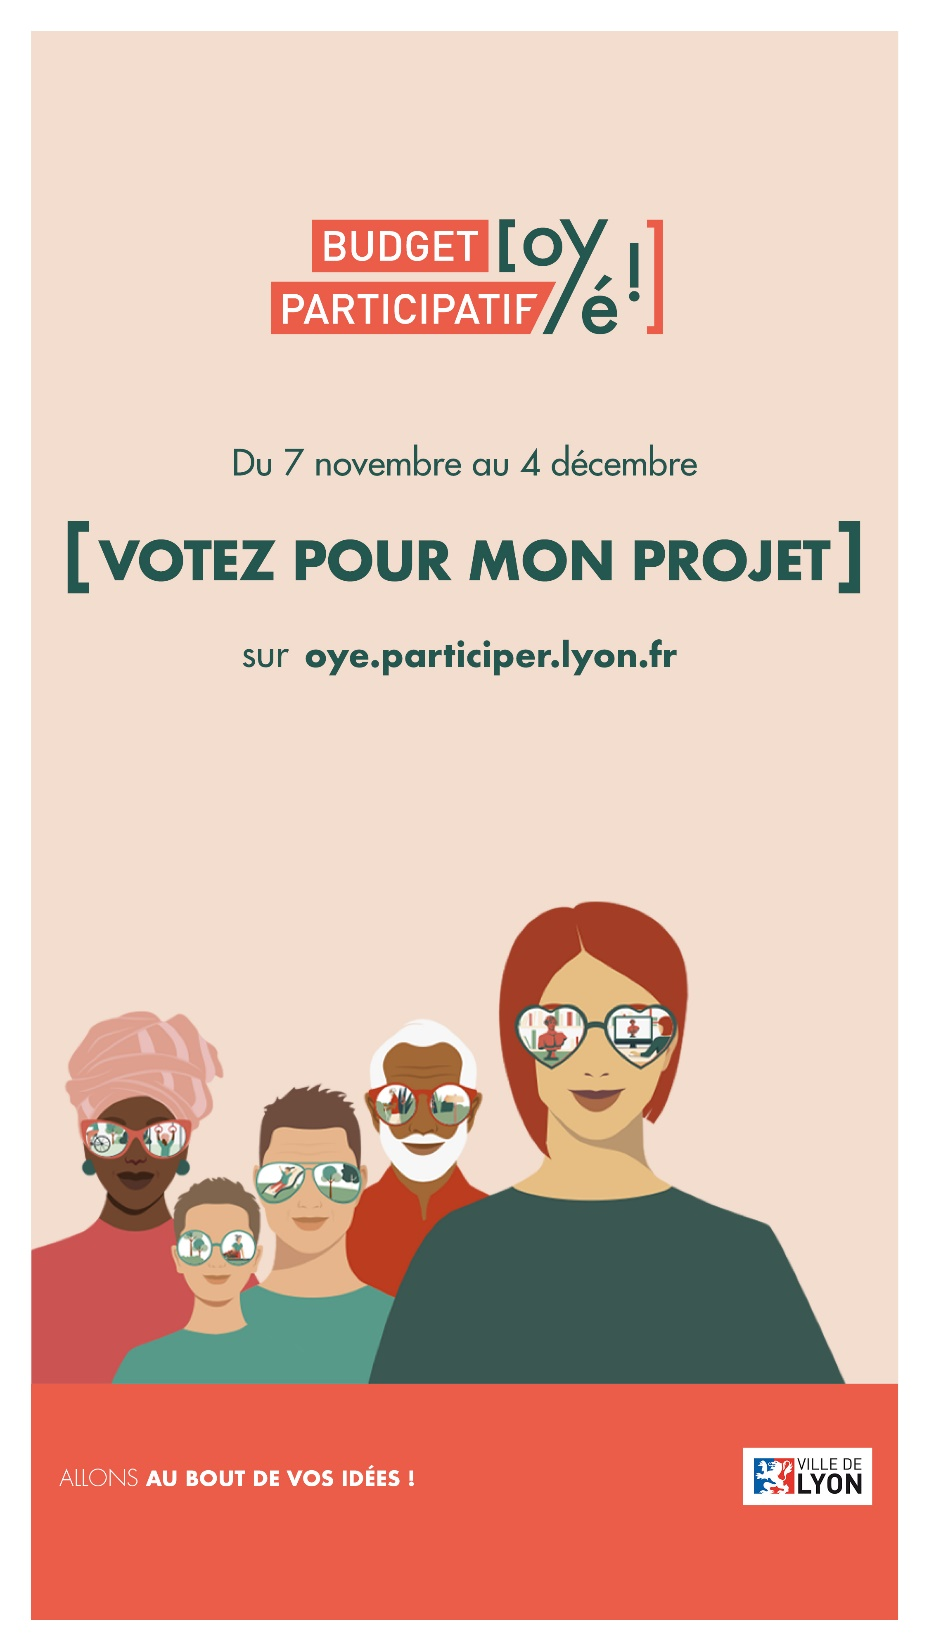 BUDGET [oyé!]
PARTICIPATIF
Du 7 novembre au 4 décembre
[VOTEZ POUR MON PROJET]
sur oye.participer.lyon.fr
ALLONS AU BOUT DE VOS IDÉES !
VILLE DE
LYON